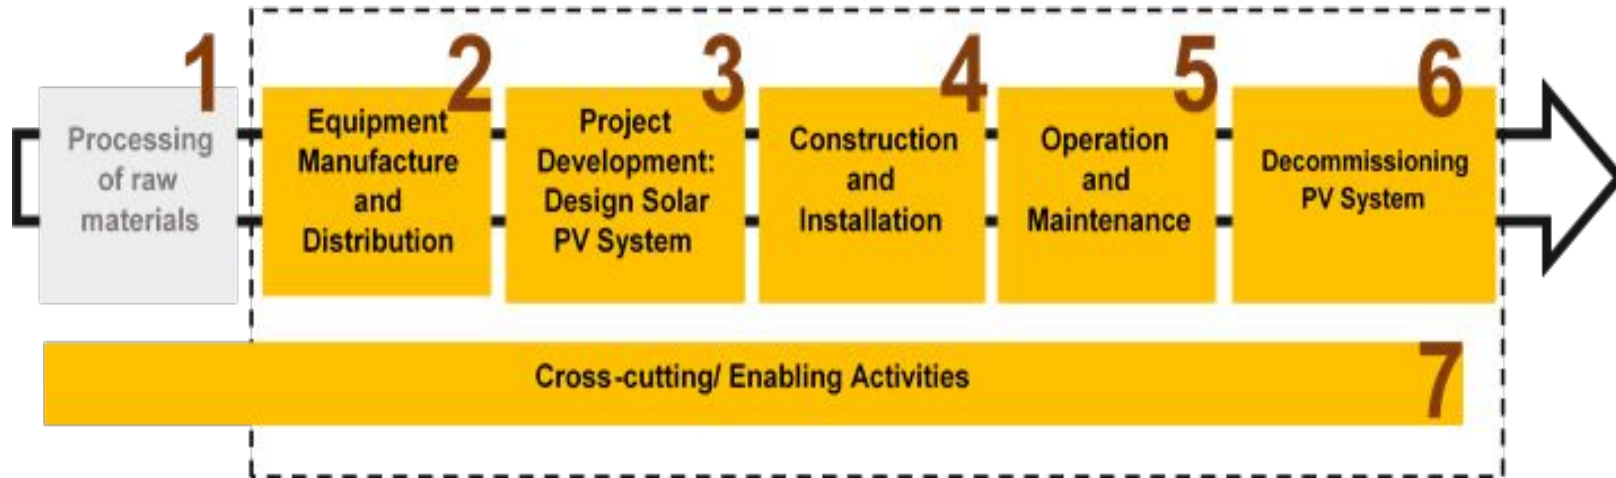 1
Processing
of raw
materials
2
Equipment
Manufacture
and
Distribution
3
Project
Development:
Design Solar
PV System
4
Construction
and
Installation
5
Operation
and
Maintenance
6
Decommissioning
PV System
Cross-cutting/ Enabling Activities
7